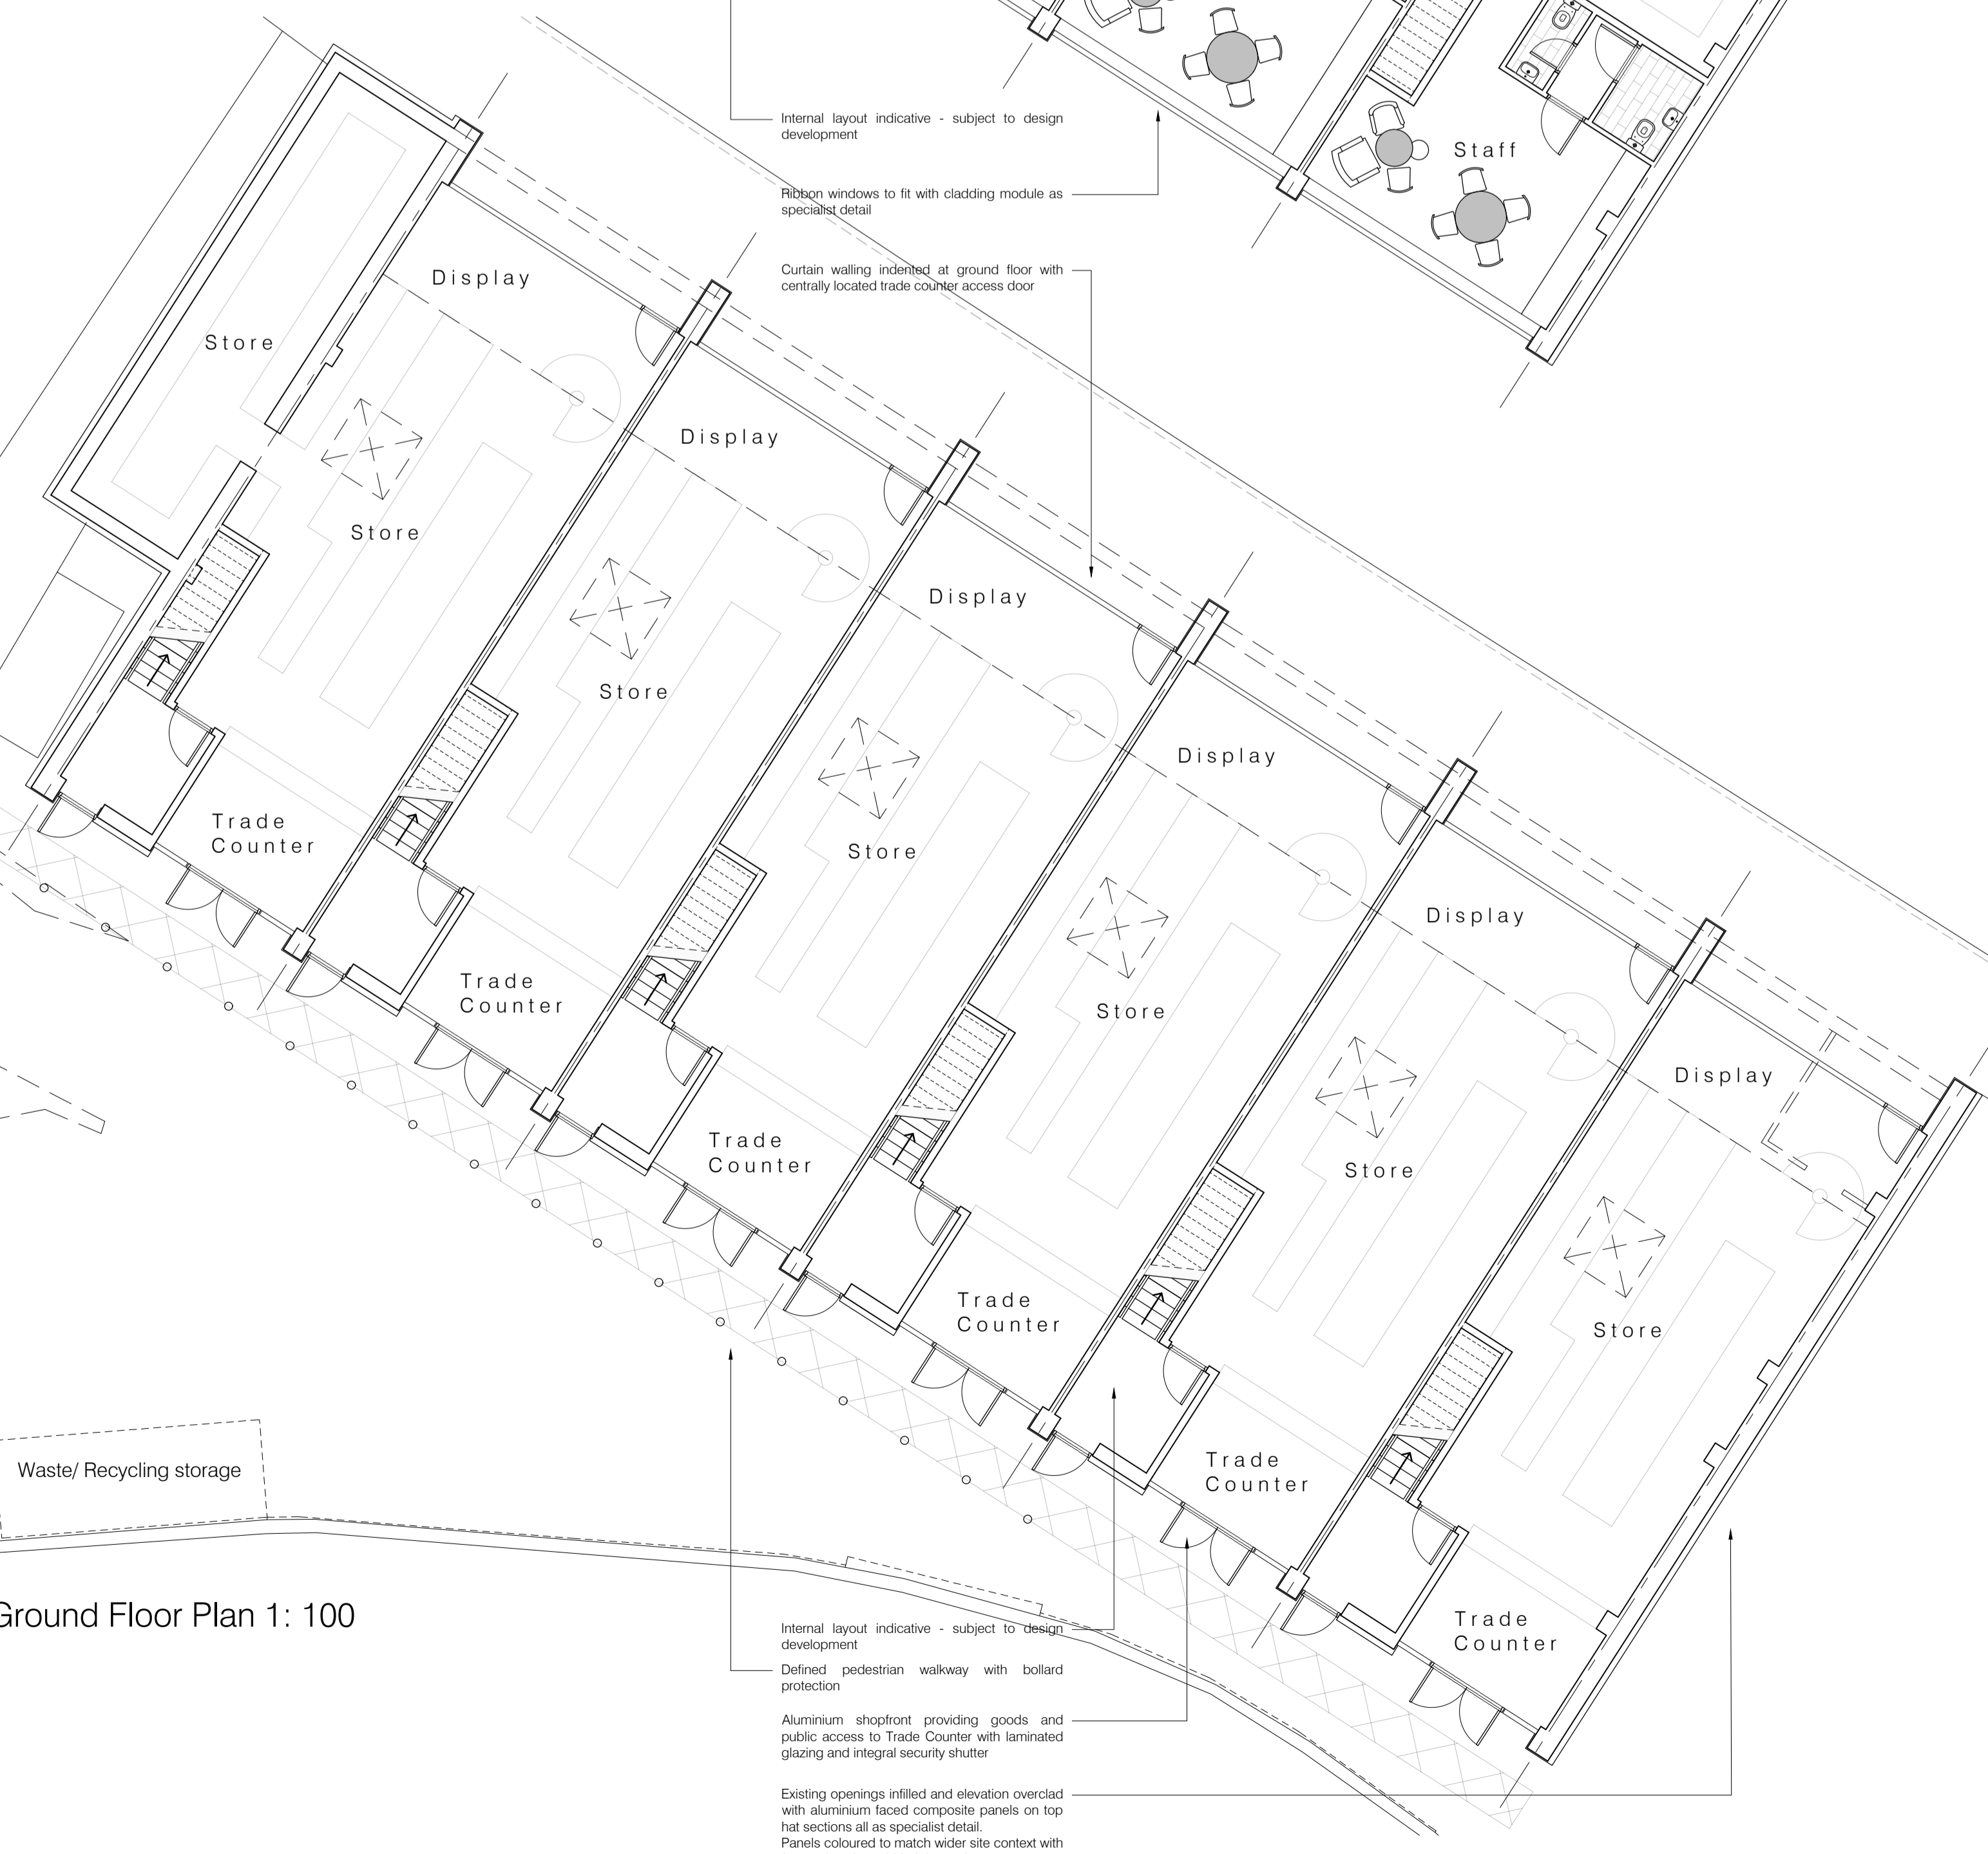 Internal layout indicative - subject to design
development
Ribbon windows to fit with cladding module as
specialist detail
Curtain walling indented at ground floor with
centrally located trade counter access door
Staff
Display
Store
Store
Display
Store
Display
Store
Display
Store
Display
Store
Display
Store
Trade
Counter
Trade
Counter
Trade
Counter
Trade
Counter
Trade
Counter
Trade
Counter
Waste/ Recycling storage
Ground Floor Plan 1: 100
Internal layout indicative - subject to design
development
Defined pedestrian walkway with bollard
protection
Aluminium shopfront providing goods and
public access to Trade Counter with laminated
glazing and integral security shutter
Existing openings infilled and elevation overclad
with aluminium faced composite panels on top
hat sections all as specialist detail.
Panels coloured to match wider site context with